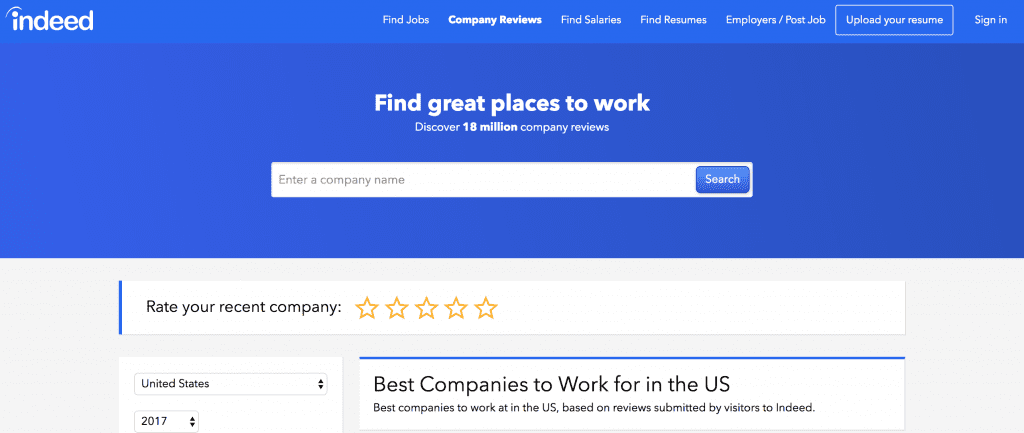 indeed
Find Jobs Company Reviews Find Salaries Find Resumes Employers / Post Job Upload your resume Sign in
Find great places to work
Discover 18 million company reviews
Enter a company name Search
Rate your recent company:
United States
Best Companies to Work for in the US
Best companies to work at in the US, based on reviews submitted by visitors to Indeed.
2017